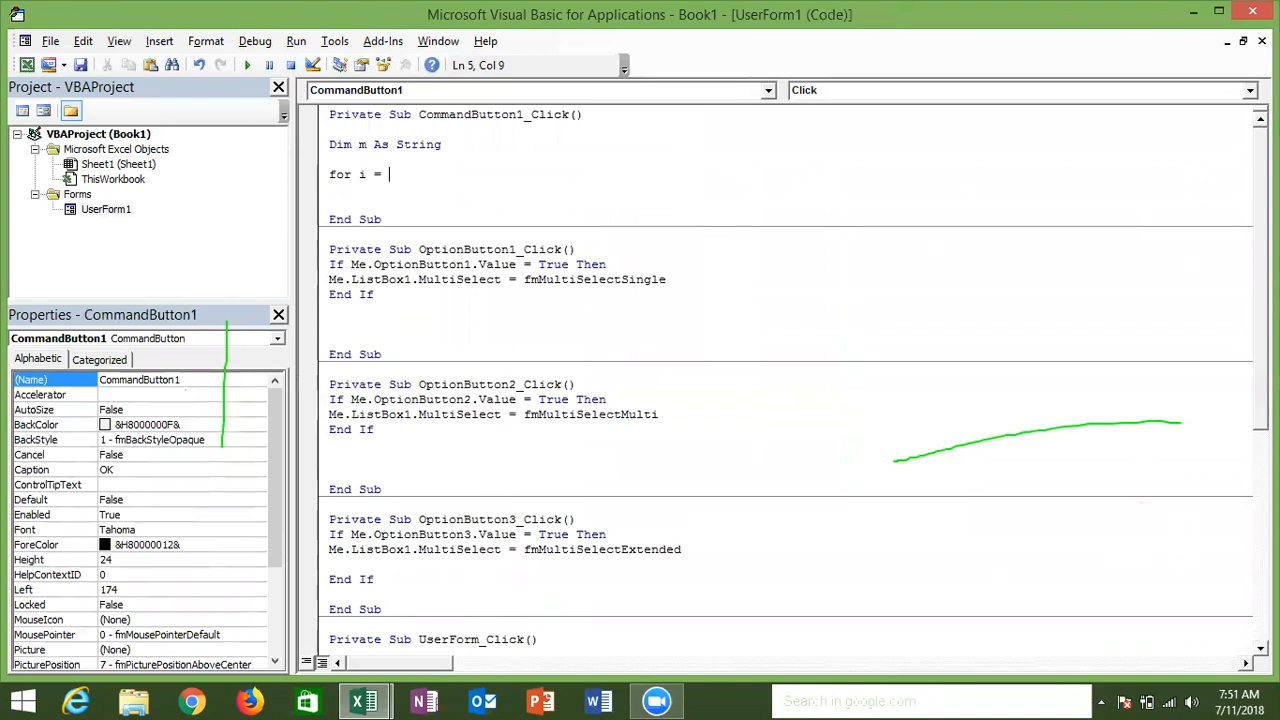 Microsoft Visual Basic for Applications - Book1 - [UserForm1 (Code)]
File Edit View Insert Format Debug Run Tools Add-Ins Window Help
Ln 5, Col 9
Project - VBAProject
VBAProject (Book1)
Microsoft Excel Objects
Sheet1 (Sheet1)
ThisWorkbook
Forms
UserForm1
Properties - CommandButton1
CommandButton1 CommandButton
Alphabetic Categorized
(Name) CommandButton1
Accelerator
AutoSize False
BackColor &H8000000F&
BackStyle 1 - fmBackStyleOpaque
Cancel False
Caption OK
ControlTipText
Default False
Enabled True
Font Tahoma
ForeColor &H80000012&
Height 24
HelpContextID 0
Left 174
Locked False
MouseIcon (None)
MousePointer 0 - fmMousePointerDefault
Picture (None)
PicturePosition 7 - fmPicturePositionAboveCenter
CommandButton1 Click
Private Sub CommandButton1_Click()
Dim m As String
for i =
End Sub
Private Sub OptionButton1_Click()
If Me.OptionButton1.Value = True Then
Me.ListBox1.MultiSelect = fmMultiSelectSingle
End If
End Sub
Private Sub OptionButton2_Click()
If Me.OptionButton2.Value = True Then
Me.ListBox1.MultiSelect = fmMultiSelectMulti
End If
End Sub
Private Sub OptionButton3_Click()
If Me.OptionButton3.Value = True Then
Me.ListBox1.MultiSelect = fmMultiSelectExtended
End If
End Sub
Private Sub UserForm_Click()
Search in google.com
7:51 AM
7/11/2018